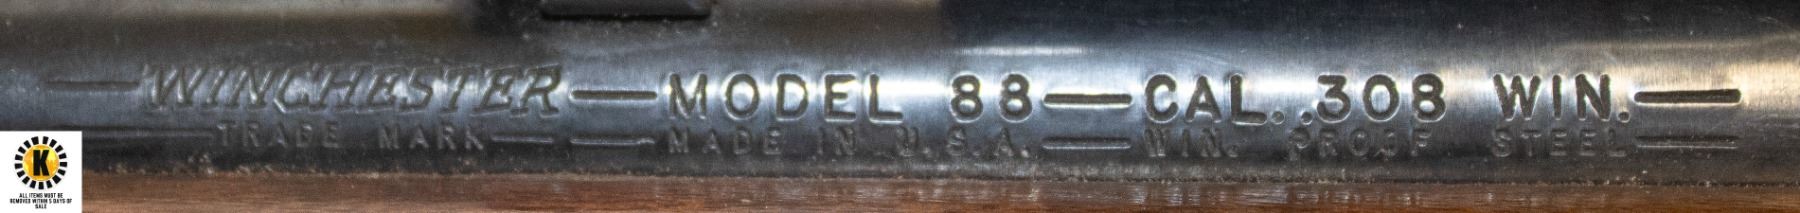 —WINCHESTER—MODEL 88—CAL. .308 WIN.—
—TRADE MARK— —MADE IN U.S.A.—WIN. PROOF STEEL—
K
ALL ITEMS MUST BE
REMOVED WITHIN 5 DAYS OF
SALE